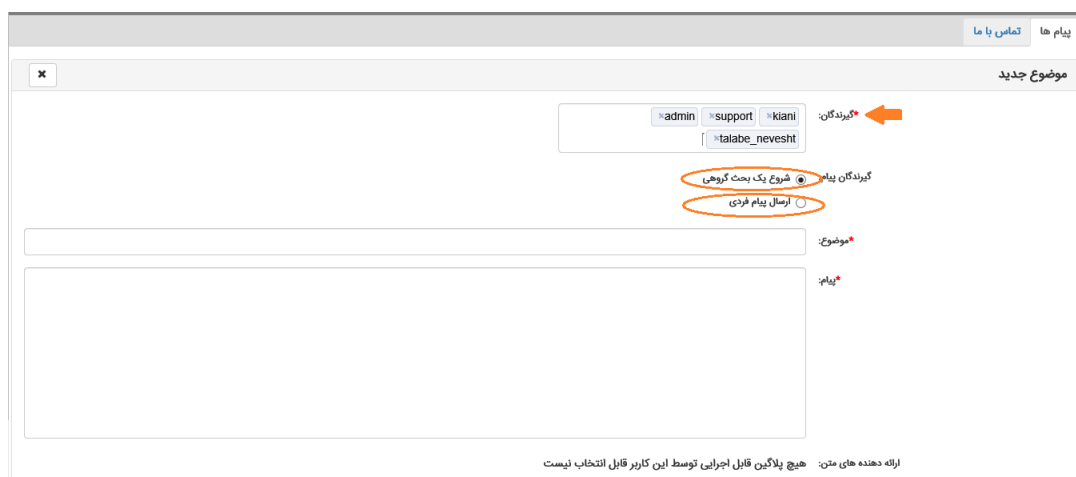 پیام ها تماس با ما
موضوع جدید ×
*گیرندگان: kiani× support× admin×
talabe_nevesht×
گیرندگان پیام شروع یک بحث گروهی
ارسال پیام فردی
*موضوع:
*پیام:
ارائه دهنده های متن: هیچ پلاگین قابل اجرایی توسط این کاربر قابل انتخاب نیست